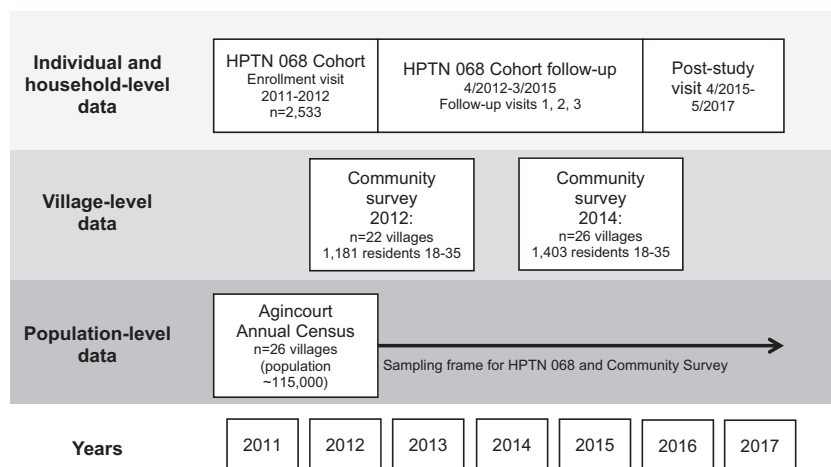 Individual and
household-level
data
HPTN 068 Cohort
Enrollment visit
2011-2012
n=2,533
HPTN 068 Cohort follow-up
4/2012-3/2015
Follow-up visits 1, 2, 3
Post-study
visit 4/2015-
5/2017
Village-level
data
Community
survey
2012:
n=22 villages
1,181 residents 18-35
Community
survey
2014:
n=26 villages
1,403 residents 18-35
Population-level
data
Agincourt
Annual Census
n=26 villages
(population
~115,000)
Sampling frame for HPTN 068 and Community Survey
Years
2011
2012
2013
2014
2015
2016
2017